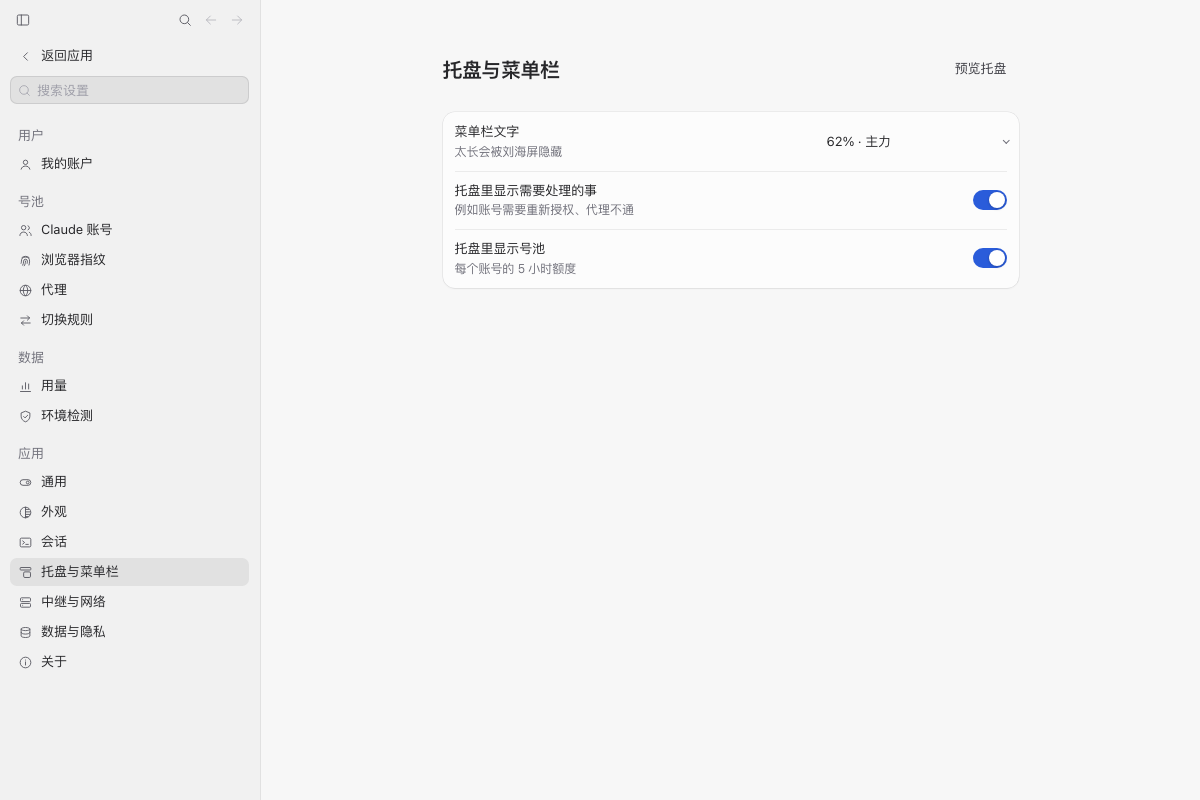 返回应用
搜索设置
用户
我的账户
号池
Claude 账号
浏览器指纹
代理
切换规则
数据
用量
环境检测
应用
通用
外观
会话
托盘与菜单栏
中继与网络
数据与隐私
关于
托盘与菜单栏
预览托盘
菜单栏文字
太长会被刘海屏隐藏
62% · 主力
托盘里显示需要处理的事
例如账号需要重新授权、代理不通
托盘里显示号池
每个账号的 5 小时额度